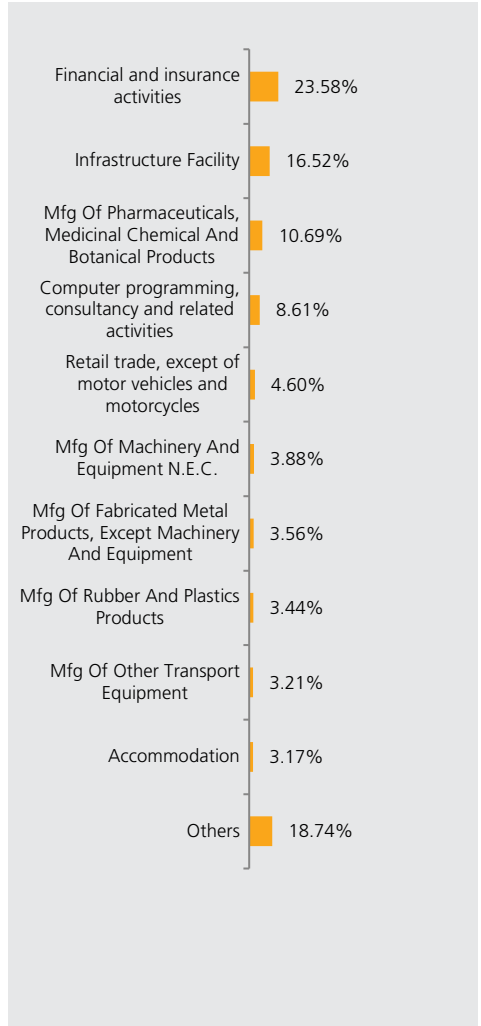 Financial and insurance
activities
23.58%
Infrastructure Facility
16.52%
Mfg Of Pharmaceuticals,
Medicinal Chemical And
Botanical Products
10.69%
Computer programming,
consultancy and related
activities
8.61%
Retail trade, except of
motor vehicles and
motorcycles
4.60%
Mfg Of Machinery And
Equipment N.E.C.
3.88%
Mfg Of Fabricated Metal
Products, Except Machinery
And Equipment
3.56%
Mfg Of Rubber And Plastics
Products
3.44%
Mfg Of Other Transport
Equipment
3.21%
Accommodation
3.17%
Others
18.74%